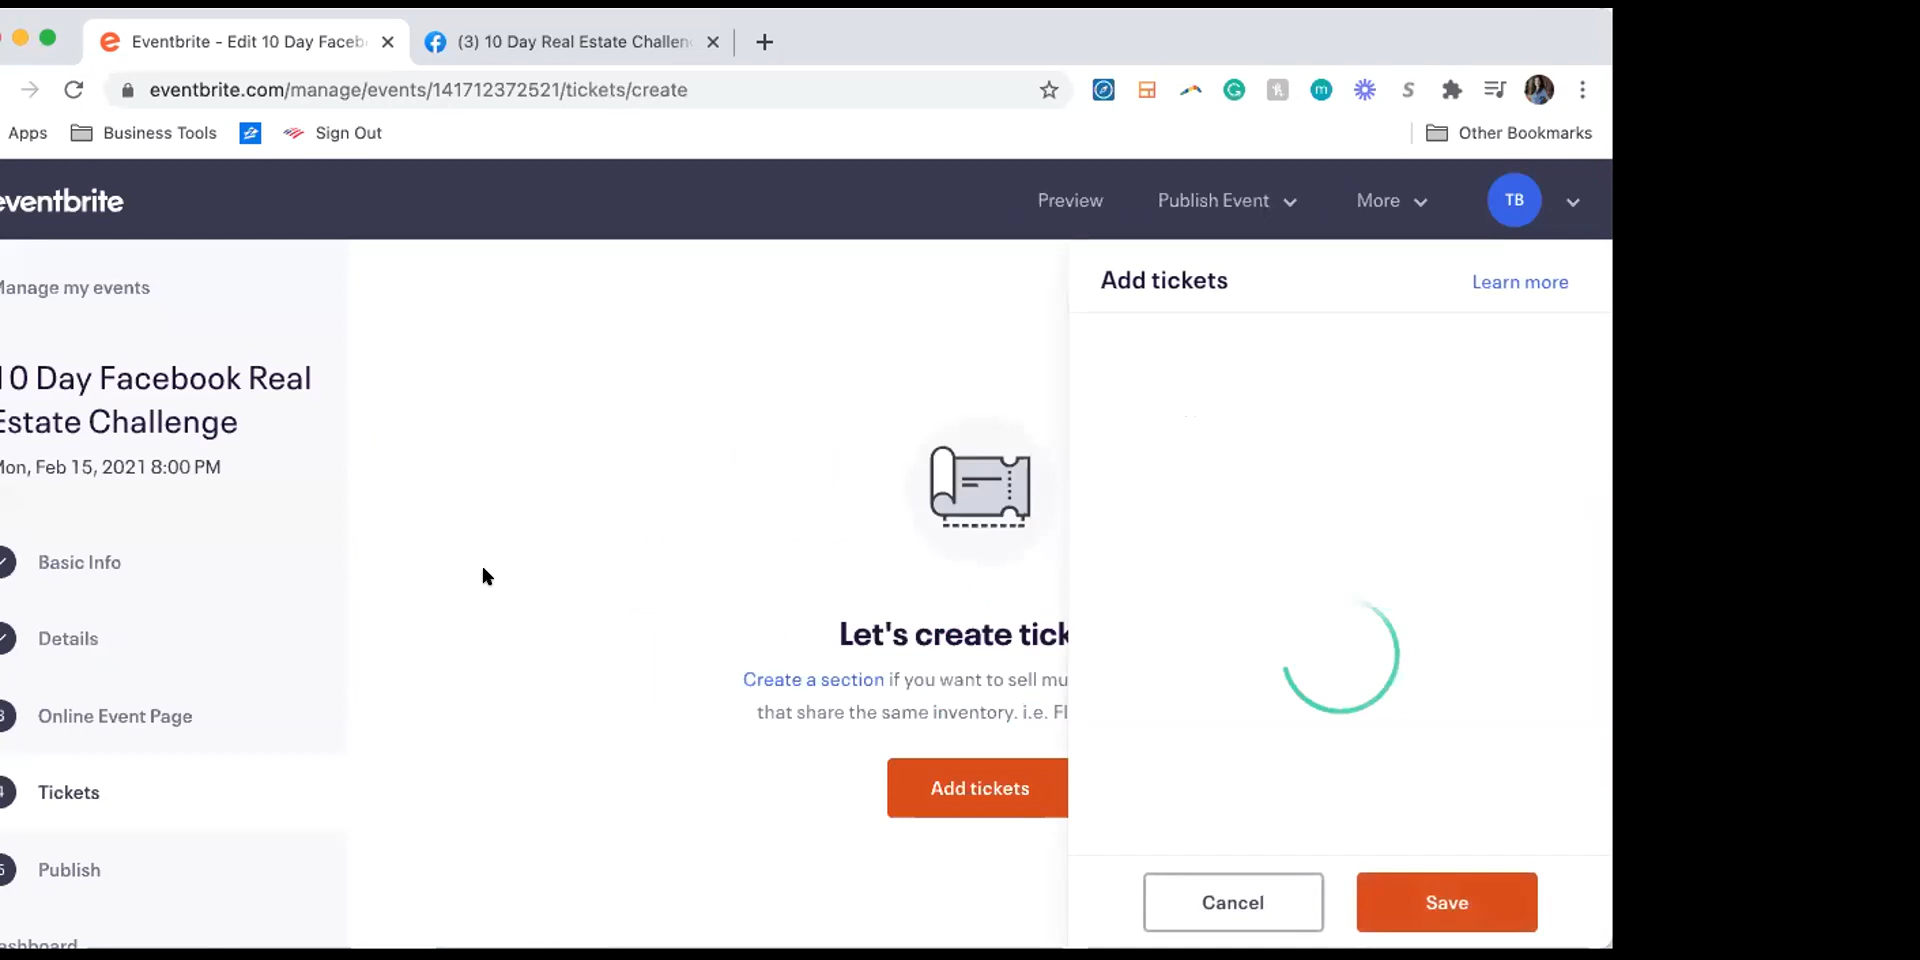 Eventbrite - Edit 10 Day Faceb
(3) 10 Day Real Estate Challen
eventbrite.com/manage/events/141712372521/tickets/create
Apps
Business Tools
Sign Out
Other Bookmarks
eventbrite
Preview
Publish Event
More
TB
Manage my events
Add tickets
Learn more
10 Day Facebook Real
Estate Challenge
Mon, Feb 15, 2021 8:00 PM
Basic Info
Details
Let's create tick
Create a section if you want to sell mu
that share the same inventory. i.e. Fl
3 Online Event Page
4 Tickets
Add tickets
5 Publish
Cancel
Save
ashboard